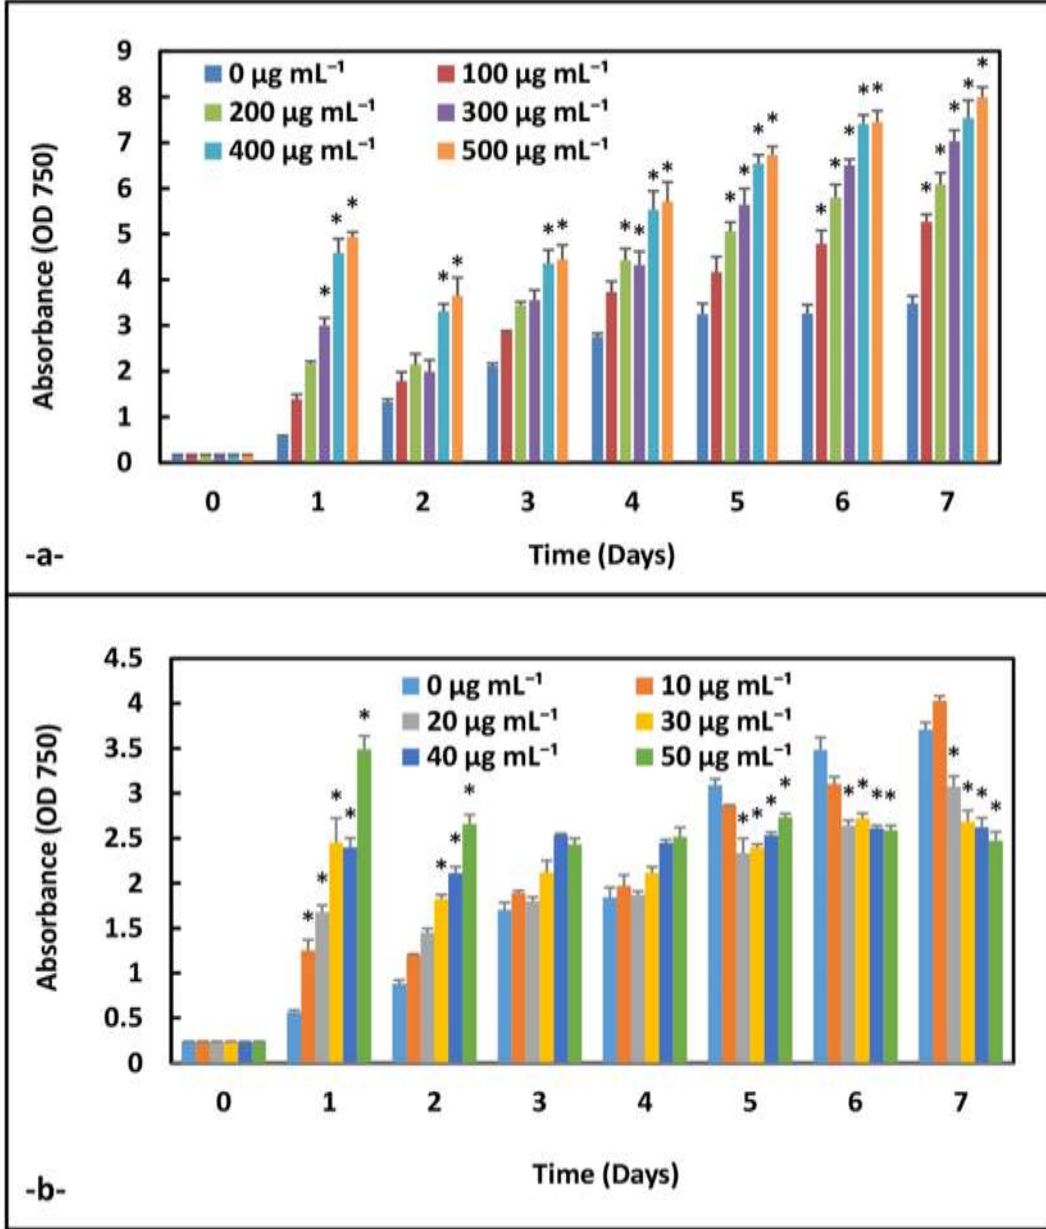 9
8
7
6
5
4
3
2
1
0
Absorbance (OD 750)
0 µg mL⁻¹ 100 µg mL⁻¹
200 µg mL⁻¹ 300 µg mL⁻¹
400 µg mL⁻¹ 500 µg mL⁻¹
* * * * * * * * * * * * * * * * * * * * * * * *
0 1 2 3 4 5 6 7
Time (Days)
-a-
4.5
4
3.5
3
2.5
2
1.5
1
0.5
0
Absorbance (OD 750)
0 µg mL⁻¹ 10 µg mL⁻¹
20 µg mL⁻¹ 30 µg mL⁻¹
40 µg mL⁻¹ 50 µg mL⁻¹
* * * * * * * * * * * * * * * * * * * *
0 1 2 3 4 5 6 7
Time (Days)
-b-